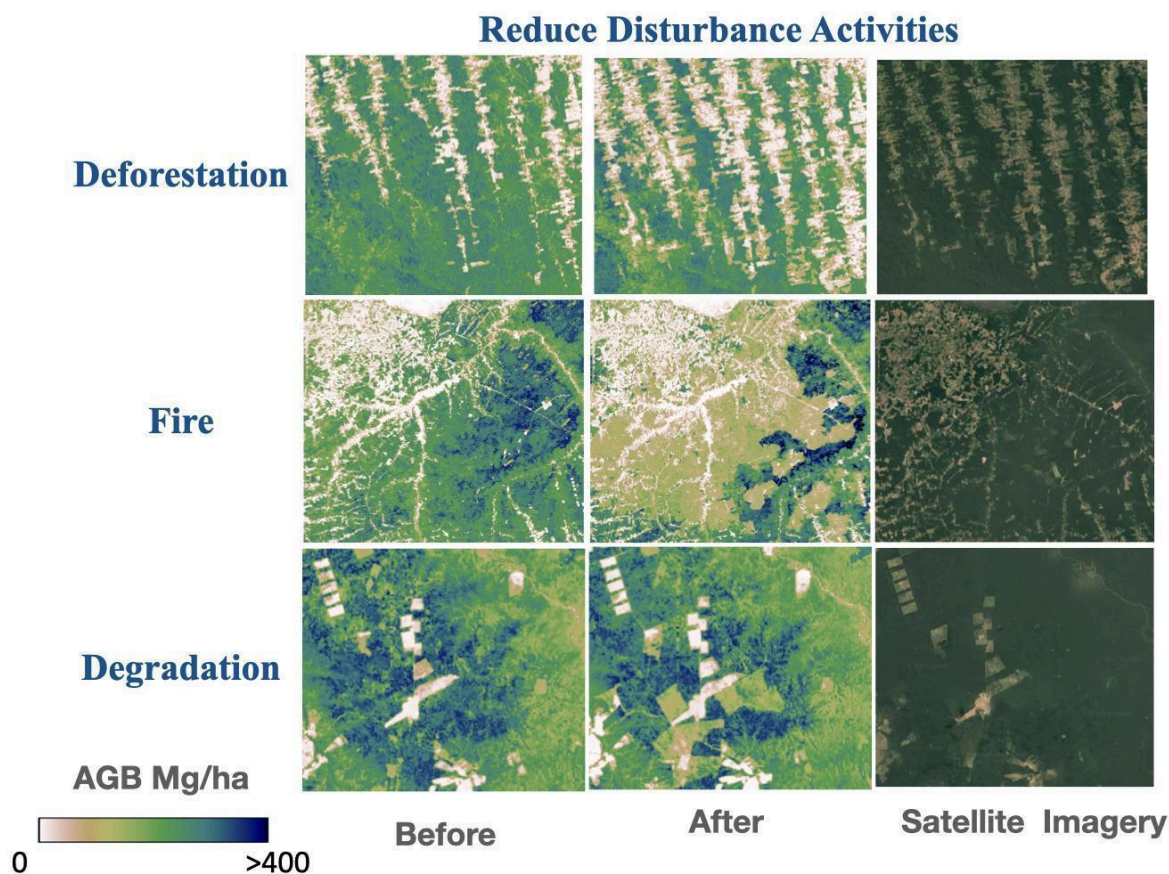 Reduce Disturbance Activities
Deforestation
Fire
Degradation
AGB Mg/ha
0
>400
Before
After
Satellite Imagery